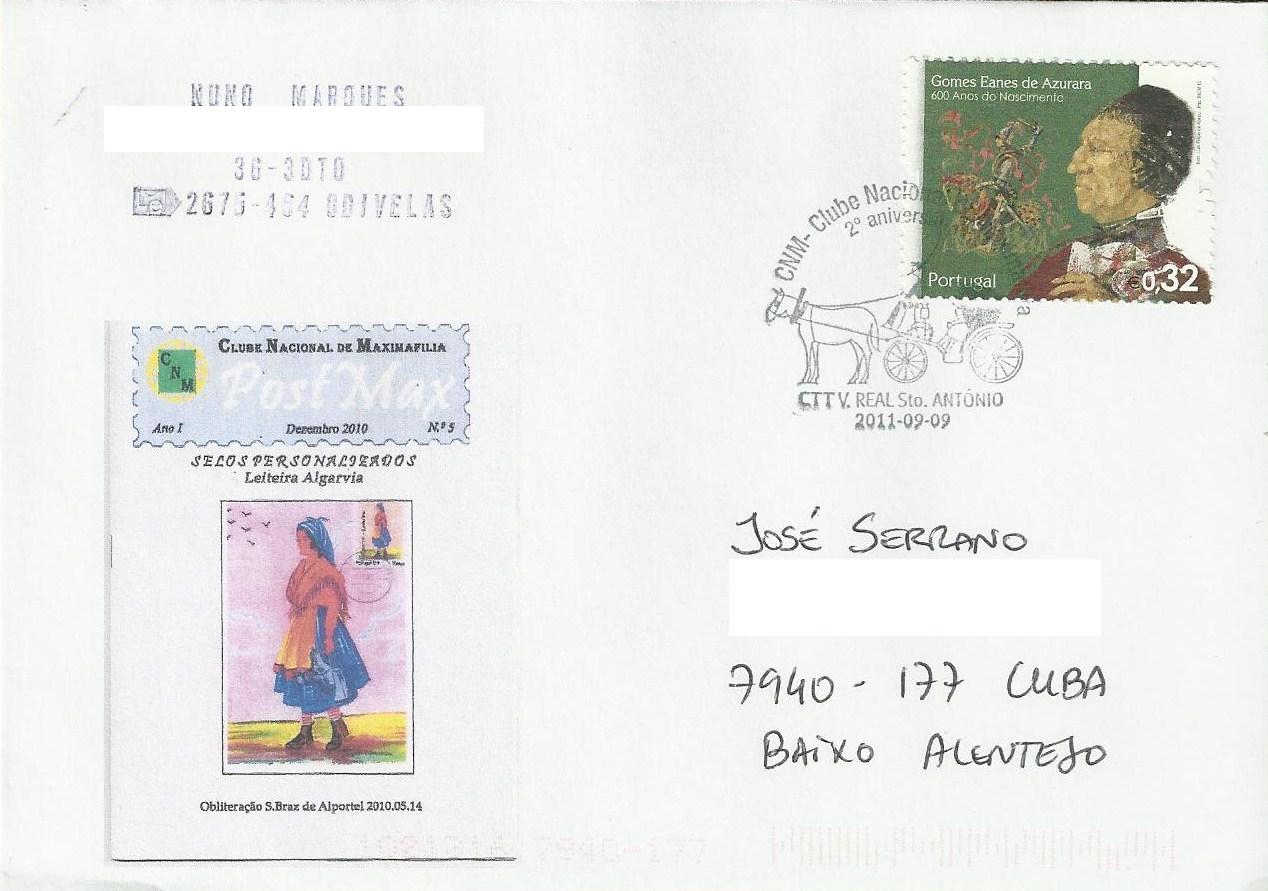 NUNO MARQUES
36-3DTO
2675-454 ODIVELAS
Gomes Eanes de Azurara
600 Anos do Nascimento
Portugal
€0,32
CNM- Clube Nacion
2º aniversá
CTT V. REAL Sto. ANTÓNIO
2011-09-09
CNM
CLUBE NACIONAL DE MAXIMAFILIA
Post Max
Ano I Dezembro 2010 N.º 5
SELOS PERSONALIZADOS
Leiteira Algarvia
Obliteração S.Braz de Alportel 2010.05.14
JOSÉ SERRANO
7940 - 177 CUBA
BAIXO ALENTEJO
7940-177